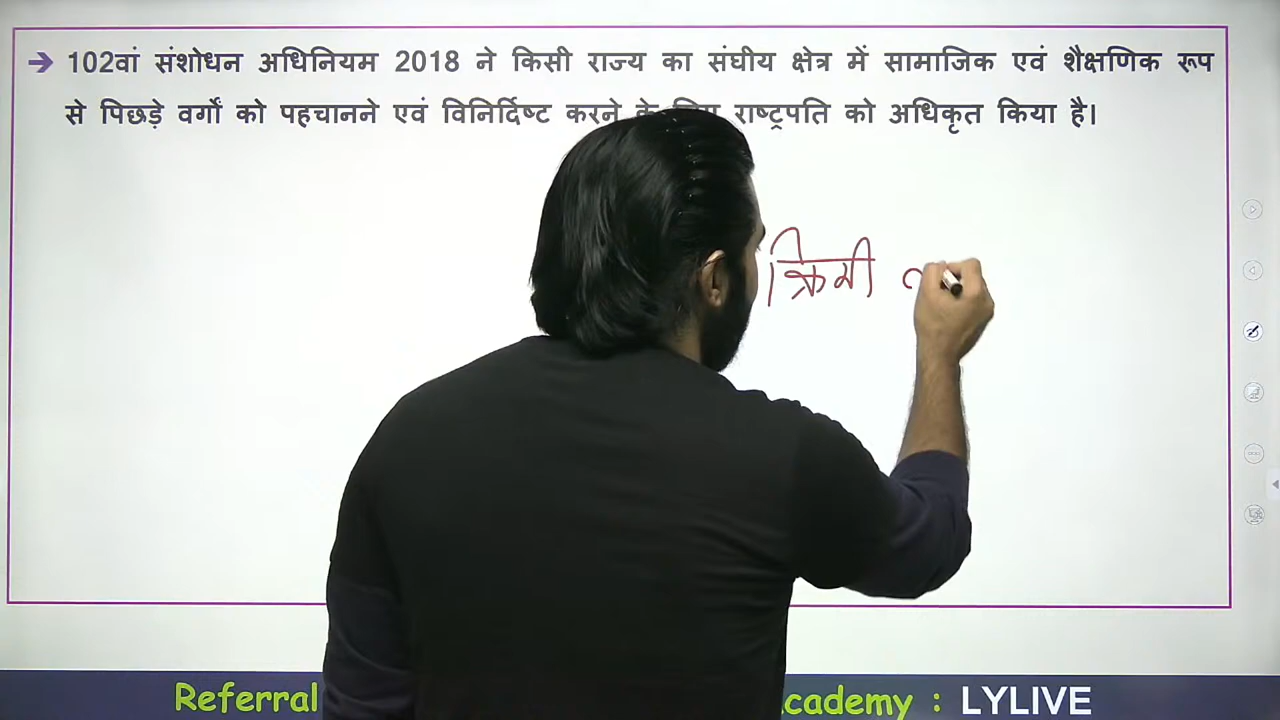 → 102वां संशोधन अधिनियम 2018 ने किसी राज्य का संघीय क्षेत्र में सामाजिक एवं शैक्षणिक रूप
से पिछड़े वर्गों को पहचानने एवं विनिर्दिष्ट करने के लिए राष्ट्रपति को अधिकृत किया है।
क्रिमी
Referral cademy : LYLIVE